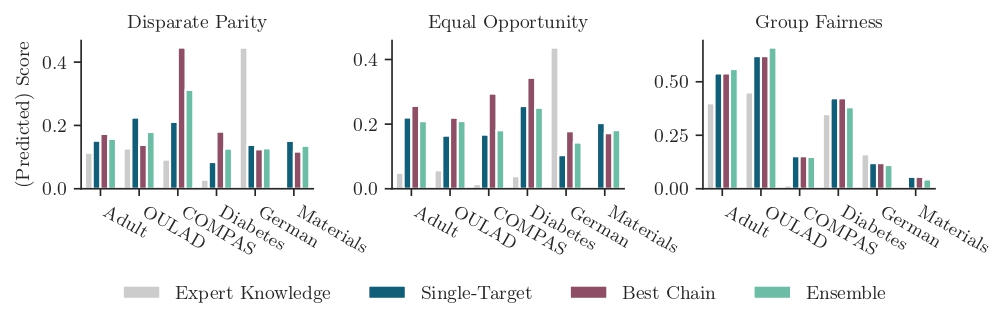 Disparate Parity
Equal Opportunity
Group Fairness
(Predicted) Score
0.4
0.2
0.0
Adult
OULAD
COMPAS
Diabetes
German
Materials
0.4
0.2
0.0
Adult
OULAD
COMPAS
Diabetes
German
Materials
0.50
0.25
0.00
Adult
OULAD
COMPAS
Diabetes
German
Materials
Expert Knowledge
Single-Target
Best Chain
Ensemble